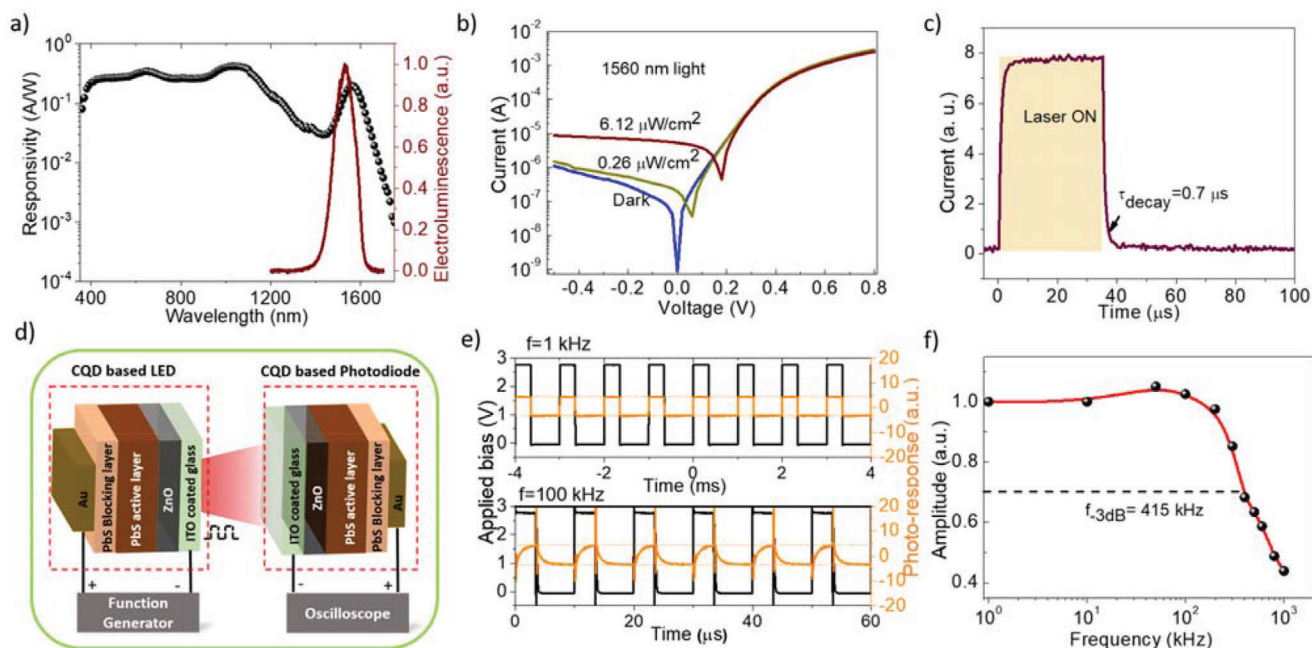 a)
10⁰
10⁻¹
10⁻²
10⁻³
10⁻⁴
Responsivity (A/W)
400 800 1200 1600
Wavelength (nm)
1.0
0.8
0.6
0.4
0.2
0.0
Electroluminescence (a.u.)
b)
10⁻¹
10⁻²
10⁻³
10⁻⁴
10⁻⁵
10⁻⁶
10⁻⁷
10⁻⁸
10⁻⁹
Current (A)
1560 nm light
6.12 μW/cm²
0.26 μW/cm²
Dark
-0.4 -0.2 0.0 0.2 0.4 0.6 0.8
Voltage (V)
c)
8
6
4
2
0
Current (a. u.)
Laser ON
τdecay=0.7 μs
0 20 40 60 80 100
Time (μs)
d)
CQD based LED
CQD based Photodiode
Au
PbS Blocking layer
PbS active layer
ZnO
ITO coated glass
ITO coated glass
ZnO
PbS active layer
PbS Blocking layer
Au
+ -
- +
Function
Generator
Oscilloscope
e)
f=1 kHz
3
2
1
0
20
10
0
-10
-20
-4 -2 0 2 4
Time (ms)
f=100 kHz
3
2
1
0
20
10
0
-10
-20
0 10 20 30 40 50 60
Time (μs)
Applied bias (V)
Photo-response (a.u.)
f)
1.0
0.8
0.6
0.4
Amplitude (a.u.)
f-3dB= 415 kHz
10⁰ 10¹ 10² 10³
Frequency (kHz)